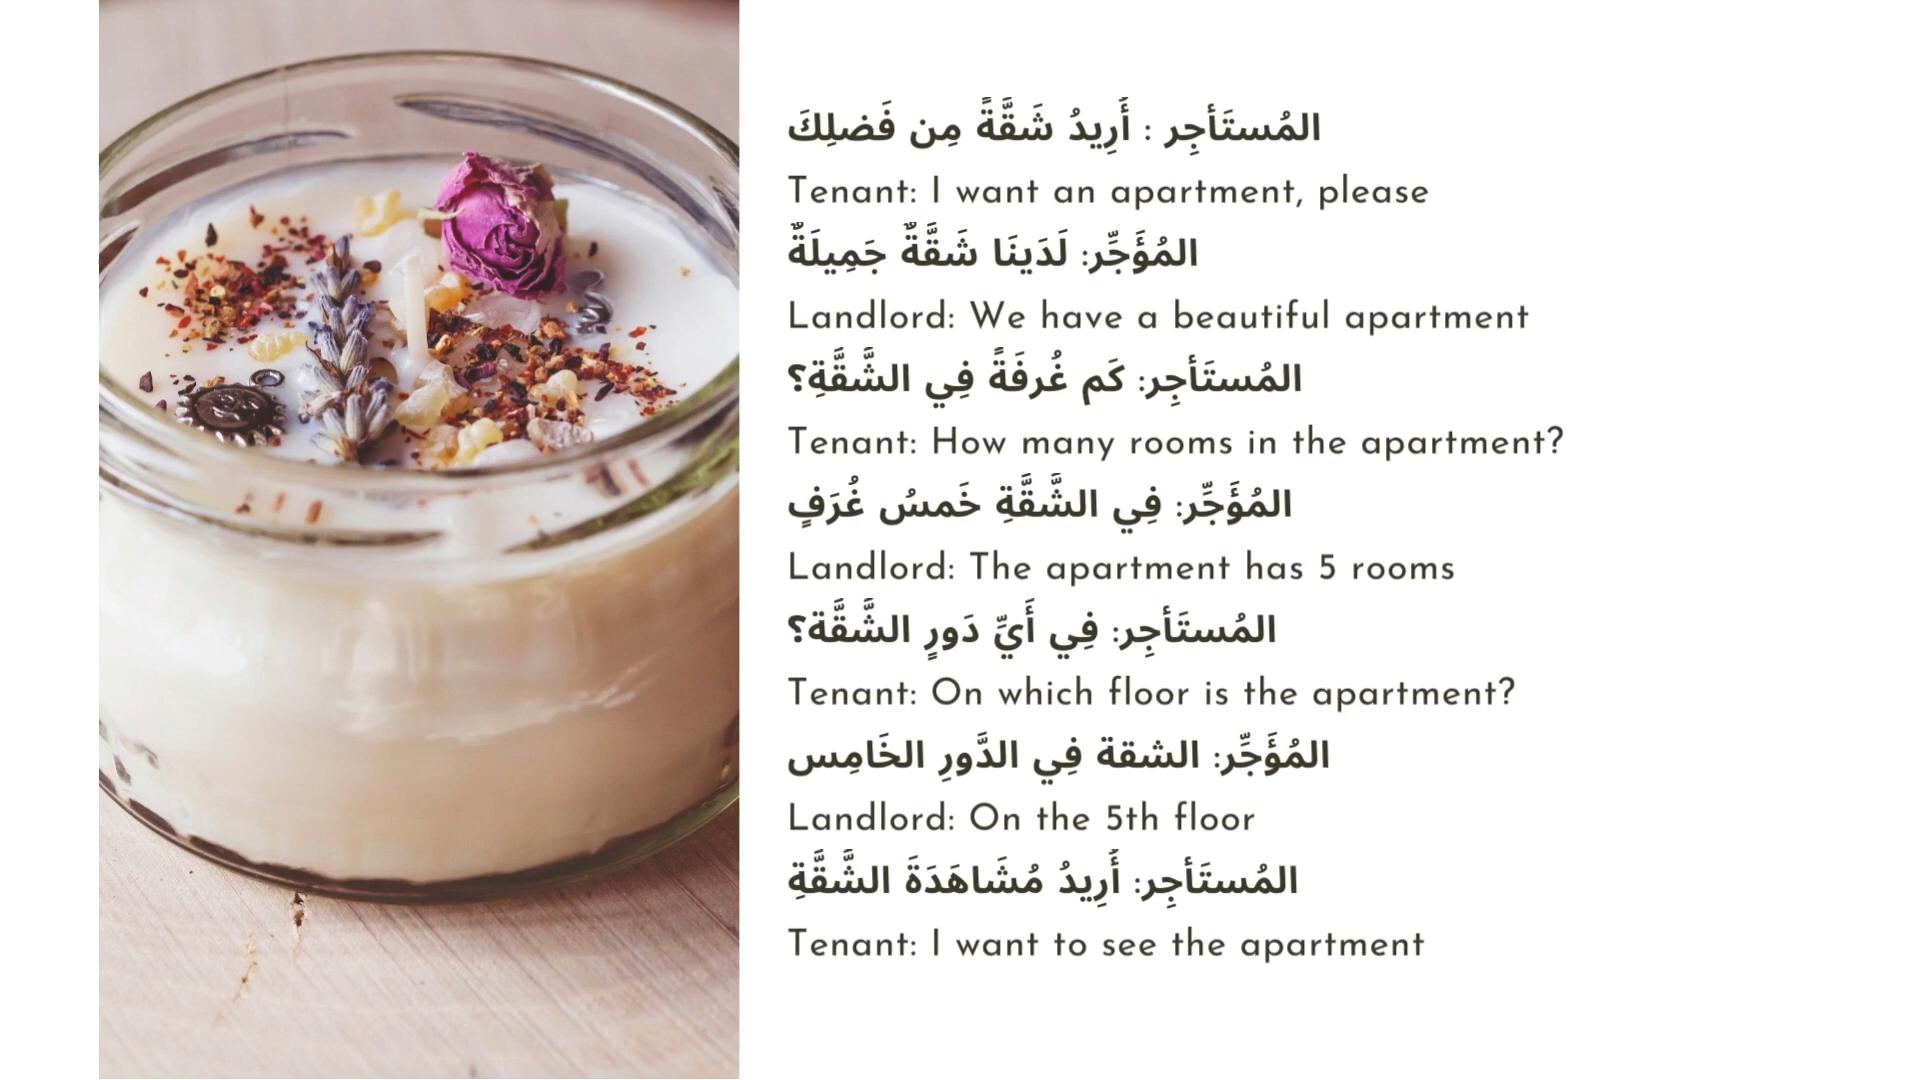 المُستَأجِر : أُرِيدُ شَقَّةً مِن فَضلِكَ
Tenant: I want an apartment, please
المُؤَجِّر: لَدَينَا شَقَّةٌ جَمِيلَةٌ
Landlord: We have a beautiful apartment
المُستَأجِر: كَم غُرفَةً فِي الشَّقَّةِ؟
Tenant: How many rooms in the apartment?
المُؤَجِّر: فِي الشَّقَّةِ خَمسُ غُرَفٍ
Landlord: The apartment has 5 rooms
المُستَأجِر: فِي أَيِّ دَورٍ الشَّقَّة؟
Tenant: On which floor is the apartment?
المُؤَجِّر: الشقة فِي الدَّورِ الخَامِس
Landlord: On the 5th floor
المُستَأجِر: أُرِيدُ مُشَاهَدَةَ الشَّقَّةِ
Tenant: I want to see the apartment